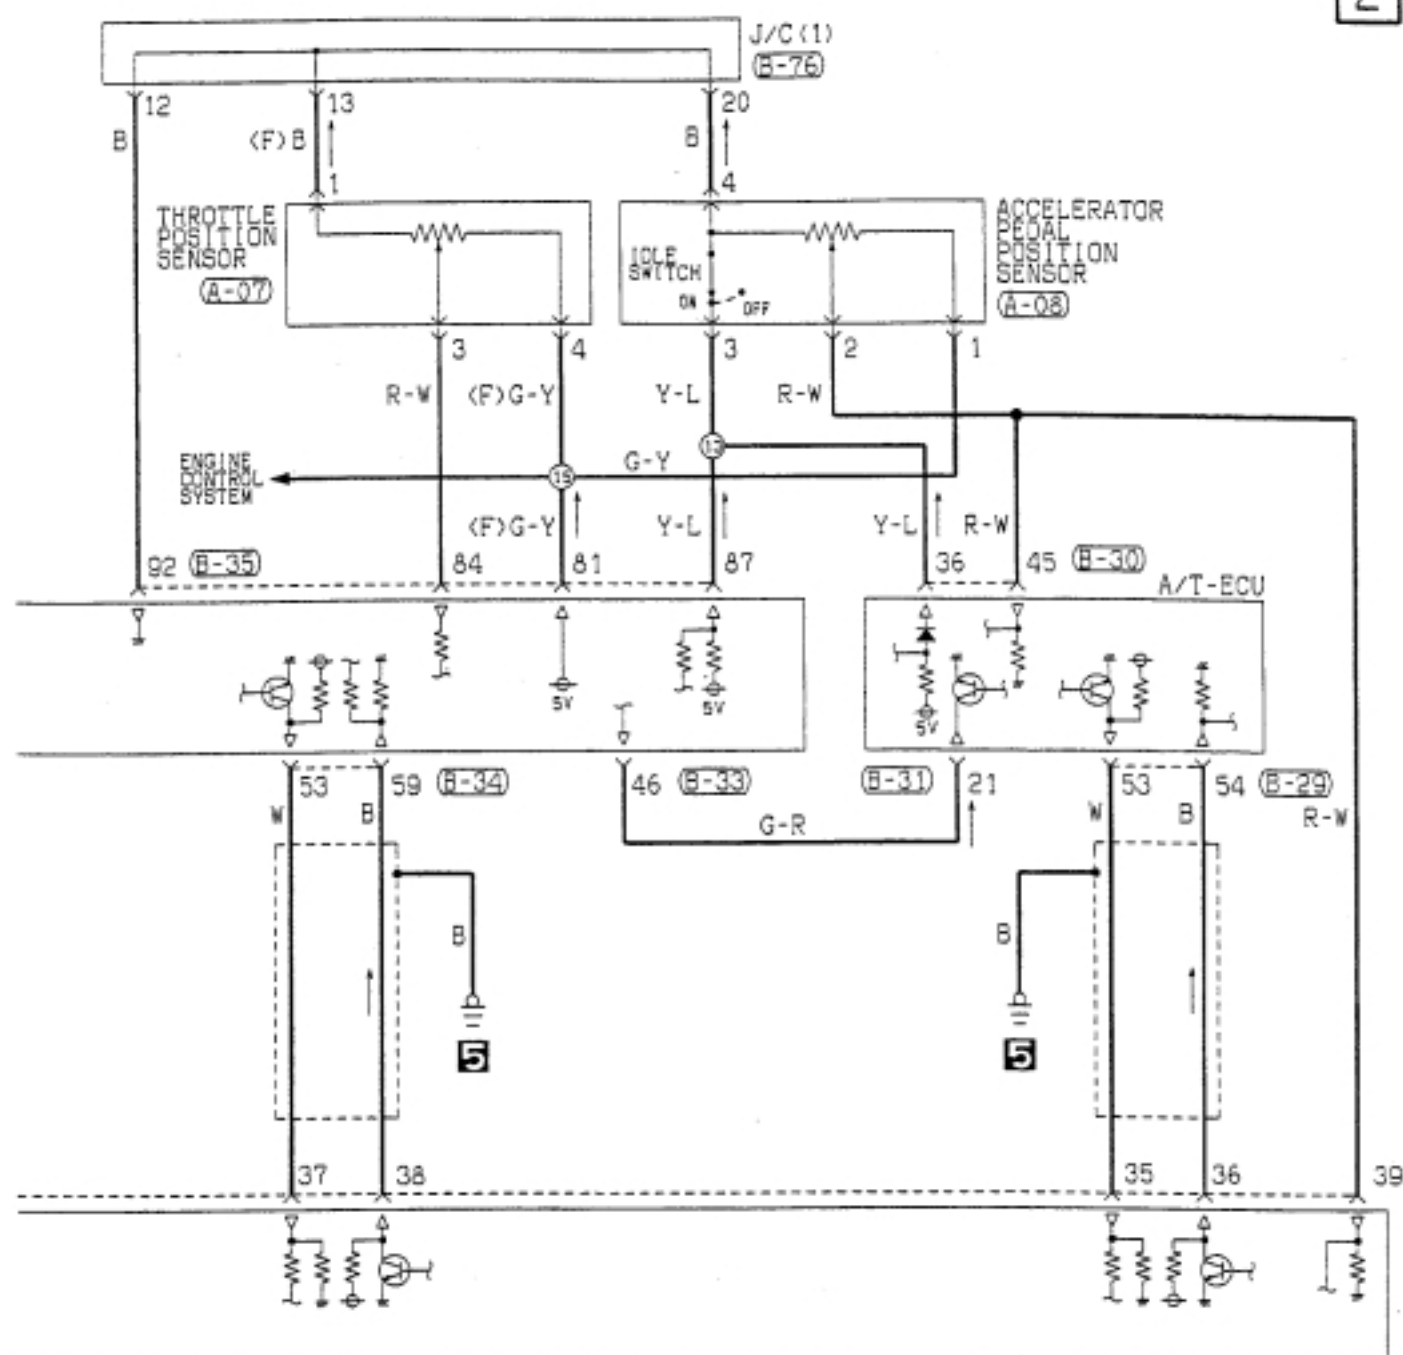 J/C(1)
B-76
12
13
20
B
(F)B
B
1
4
THROTTLE
POSITION
SENSOR
A-07
IDLE
SWITCH
ON
OFF
ACCELERATOR
PEDAL
POSITION
SENSOR
A-08
3
4
3
2
1
R-W
(F)G-Y
Y-L
R-W
ENGINE
CONTROL
SYSTEM
15
G-Y
(F)G-Y
Y-L
Y-L
R-W
92
B-35
84
81
87
36
45
B-30
A/T-ECU
5V
5V
5V
53
59
B-34
46
B-33
B-31
21
53
54
B-29
W
B
G-R
W
B
R-W
B
B
5
5
37
38
35
36
39